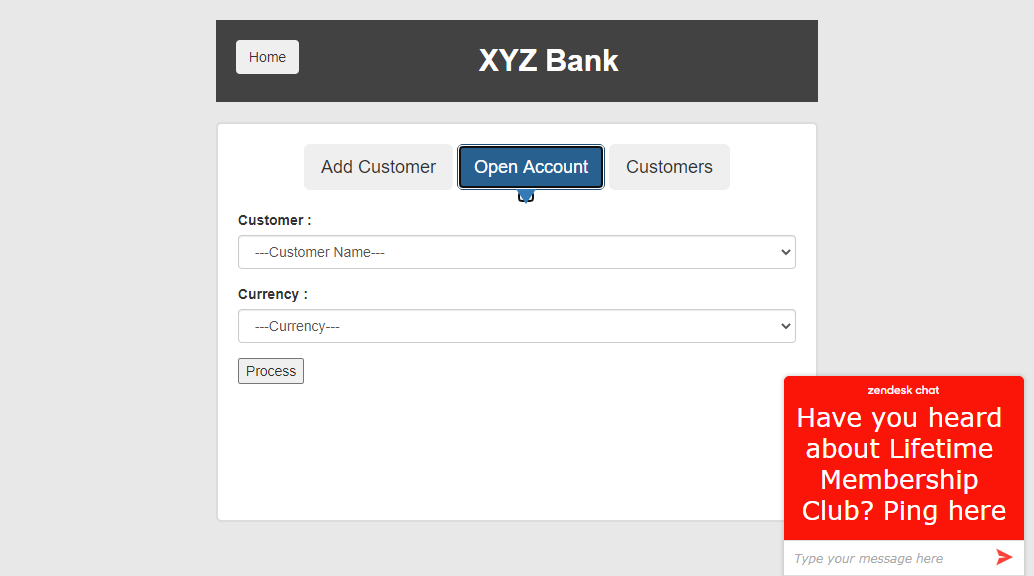 Home
XYZ Bank
Add Customer
Open Account
Customers
Customer :
---Customer Name---
Currency :
---Currency---
Process
zendesk chat
Have you heard
about Lifetime
Membership
Club? Ping here
Type your message here